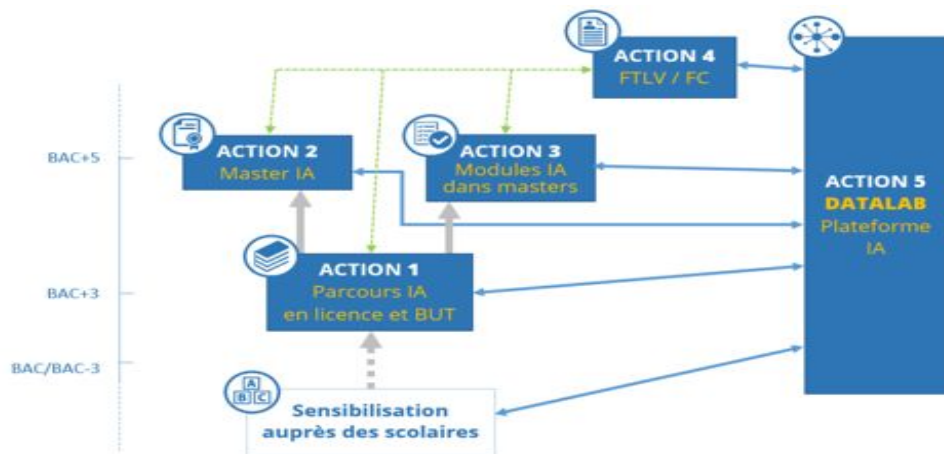 ACTION 4
FTLV / FC
BAC+5
ACTION 2
Master IA
ACTION 3
Modules IA
dans masters
ACTION 5
DATALAB
Plateforme
IA
BAC+3
ACTION 1
Parcours IA
en licence et BUT
BAC/BAC-3
A
B C
Sensibilisation
auprès des scolaires